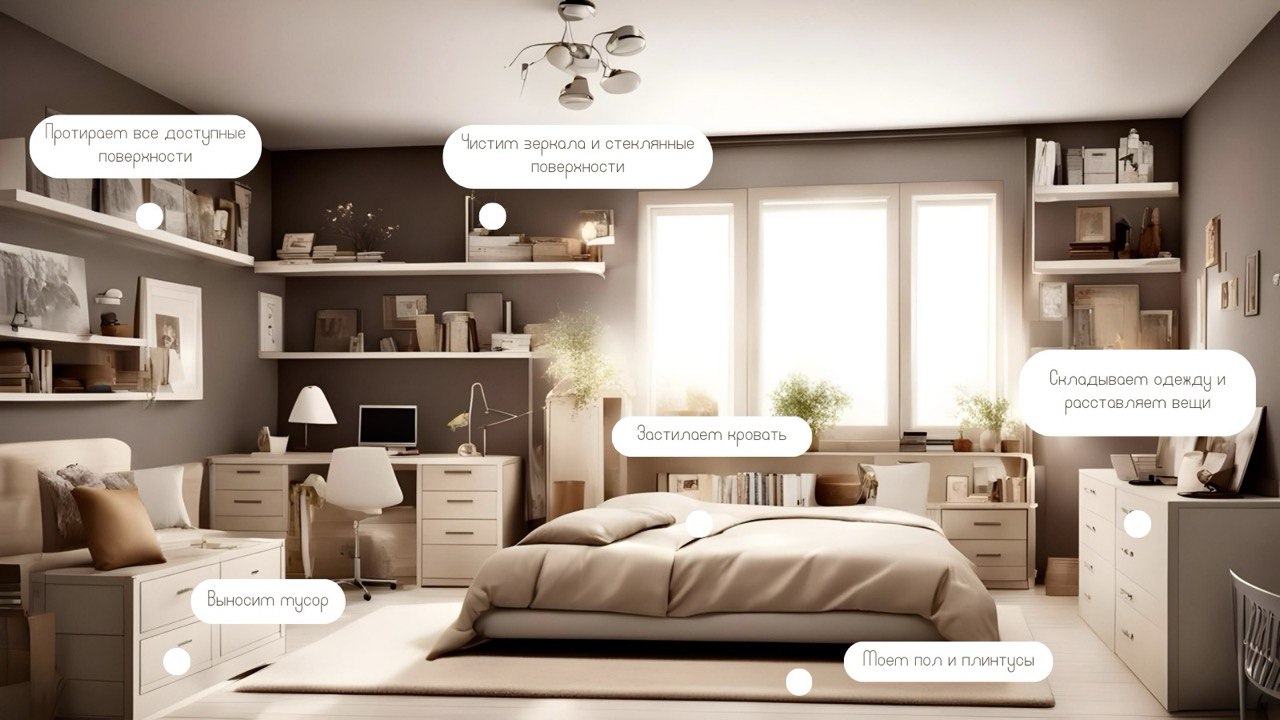 Протирает все доступные
поверхности
Чистит зеркала и стеклянные
поверхности
Складывает одежду и
расставляет вещи
Застилает кровать
Выносит мусор
Моет пол и плинтусы